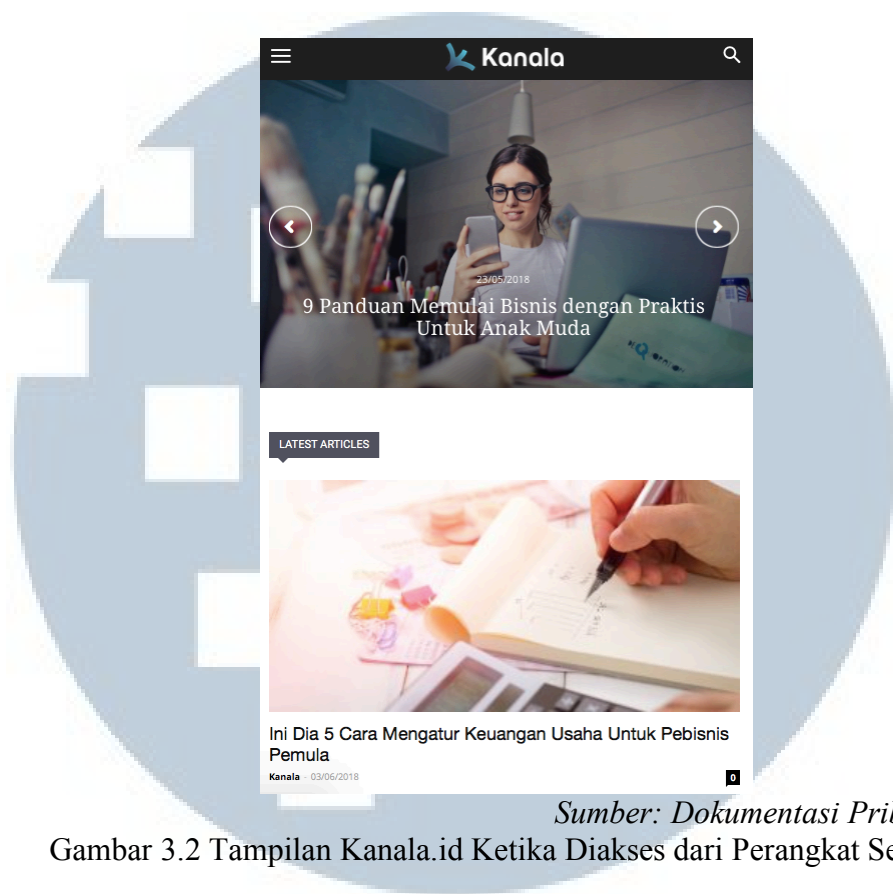 Kanala
23/05/2018
9 Panduan Memulai Bisnis dengan Praktis
Untuk Anak Muda
LATEST ARTICLES
Ini Dia 5 Cara Mengatur Keuangan Usaha Untuk Pebisnis
Pemula
Kanala - 03/06/2018
0
Sumber: Dokumentasi
Gambar 3.2 Tampilan Kanala.id Ketika Diakses dari Perangkat